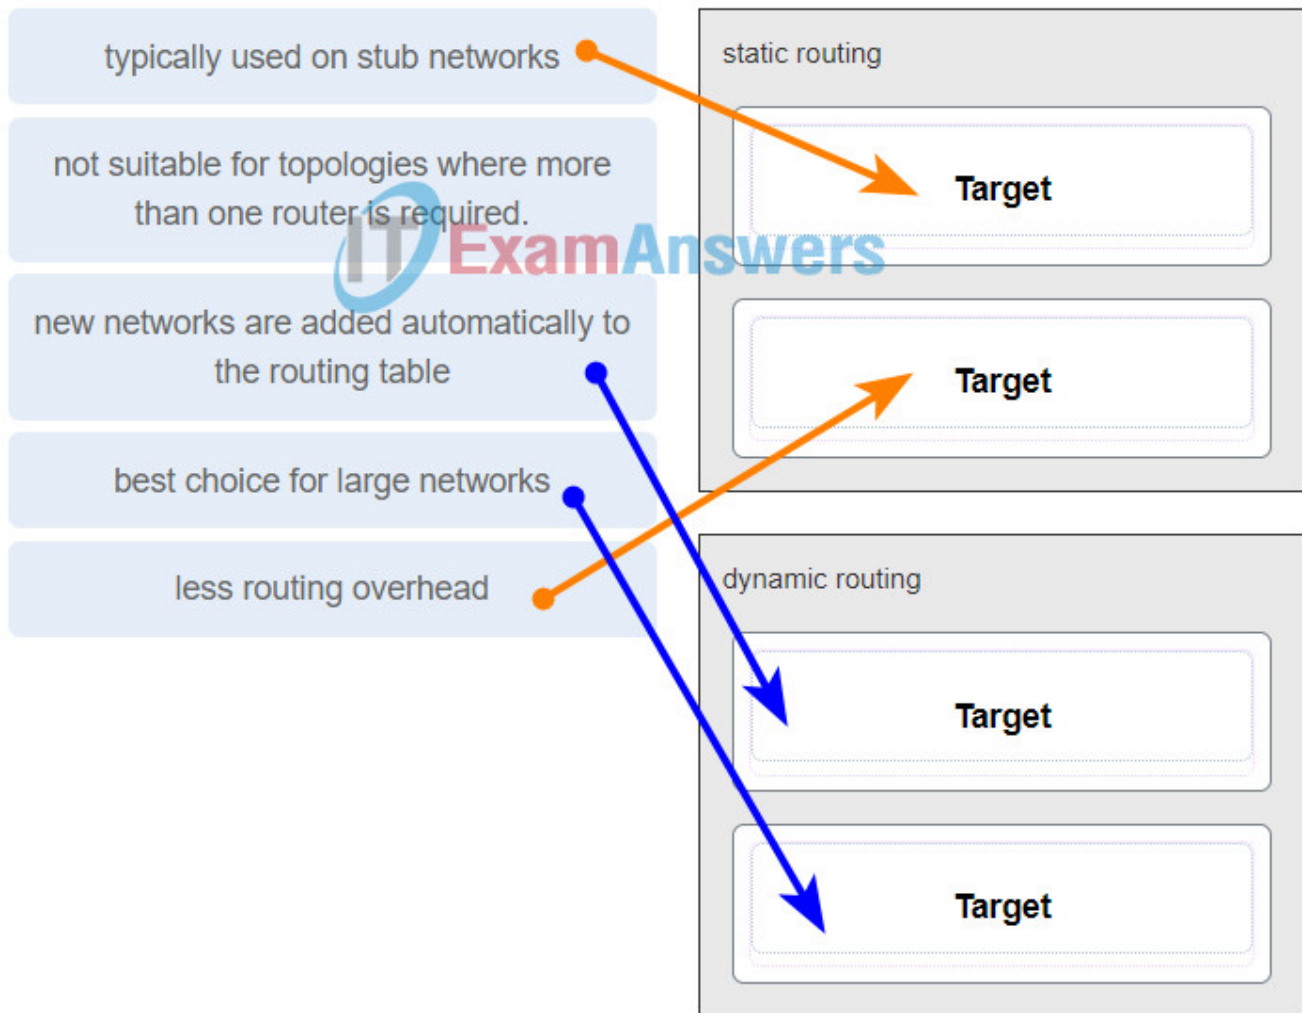 typically used on stub networks
not suitable for topologies where more
than one router is required.
new networks are added automatically to
the routing table
best choice for large networks
less routing overhead
ITExamAnswers
static routing
Target
Target
dynamic routing
Target
Target